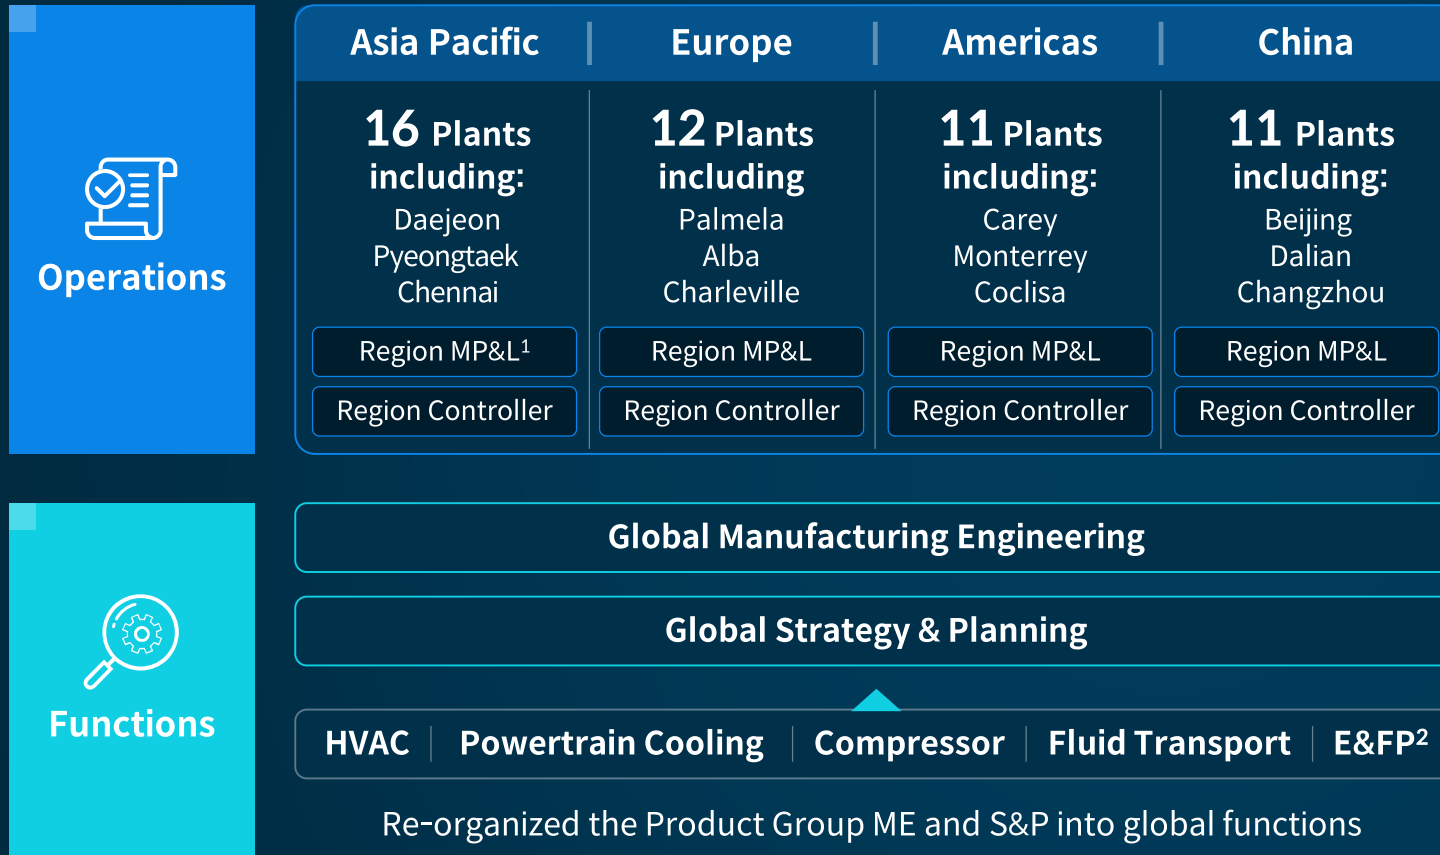 Operations
Asia Pacific
Europe
Americas
China
16 Plants
including:
Daejeon
Pyeongtaek
Chennai
Region MP&L¹
Region Controller
12 Plants
including
Palmela
Alba
Charleville
Region MP&L
Region Controller
11 Plants
including:
Carey
Monterrey
Coclisa
Region MP&L
Region Controller
11 Plants
including:
Beijing
Dalian
Changzhou
Region MP&L
Region Controller
Functions
Global Manufacturing Engineering
Global Strategy & Planning
HVAC
Powertrain Cooling
Compressor
Fluid Transport
E&FP²
Re-organized the Product Group ME and S&P into global functions